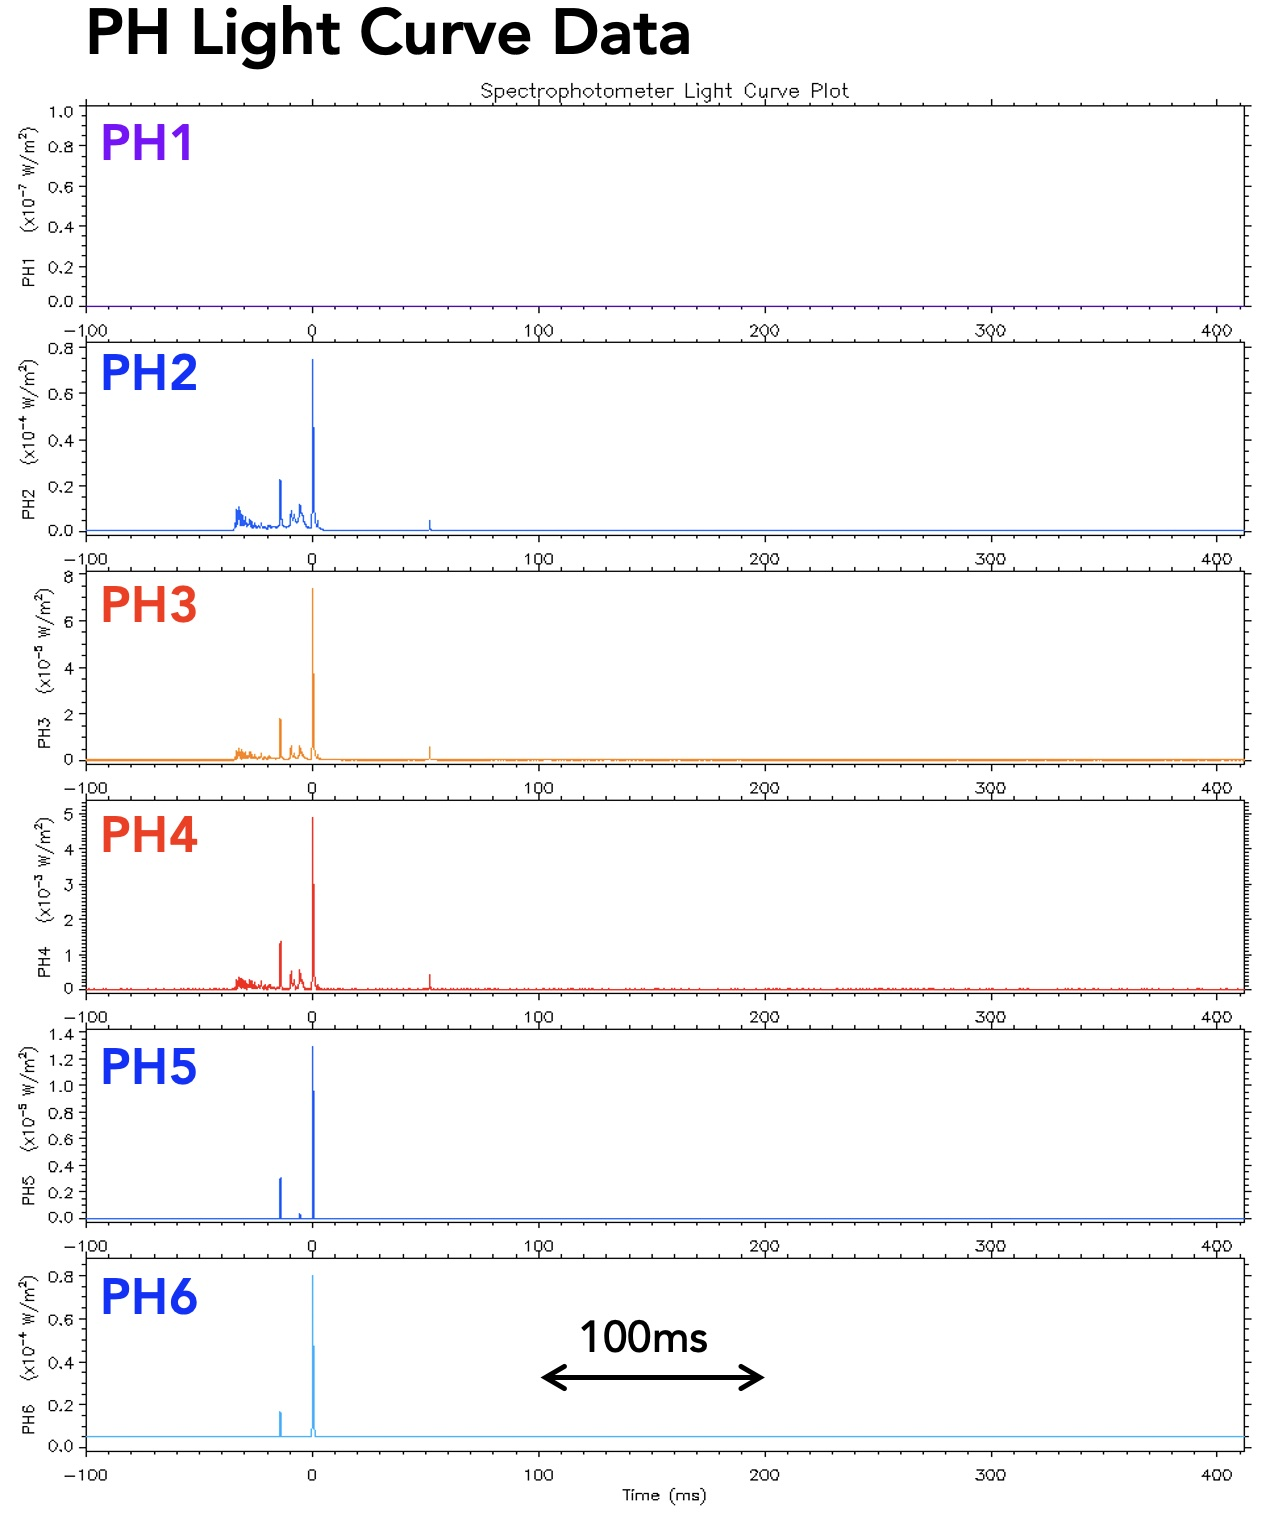 PH Light Curve Data
Spectrophotometer Light Curve Plot
PH1
PH1 (x10⁻⁷ W/m²)
1.0
0.8
0.6
0.4
0.2
0.0
−100 0 100 200 300 400
PH2
PH2 (x10⁻⁴ W/m²)
0.8
0.6
0.4
0.2
0.0
−100 0 100 200 300 400
PH3
PH3 (x10⁻⁵ W/m²)
8
6
4
2
0
−100 0 100 200 300 400
PH4
PH4 (x10⁻³ W/m²)
5
4
3
2
1
0
−100 0 100 200 300 400
PH5
PH5 (x10⁻⁵ W/m²)
1.4
1.2
1.0
0.8
0.6
0.4
0.2
0.0
−100 0 100 200 300 400
PH6
PH6 (x10⁻⁴ W/m²)
0.8
0.6
0.4
0.2
0.0
100ms
−100 0 100 200 300 400
Time (ms)